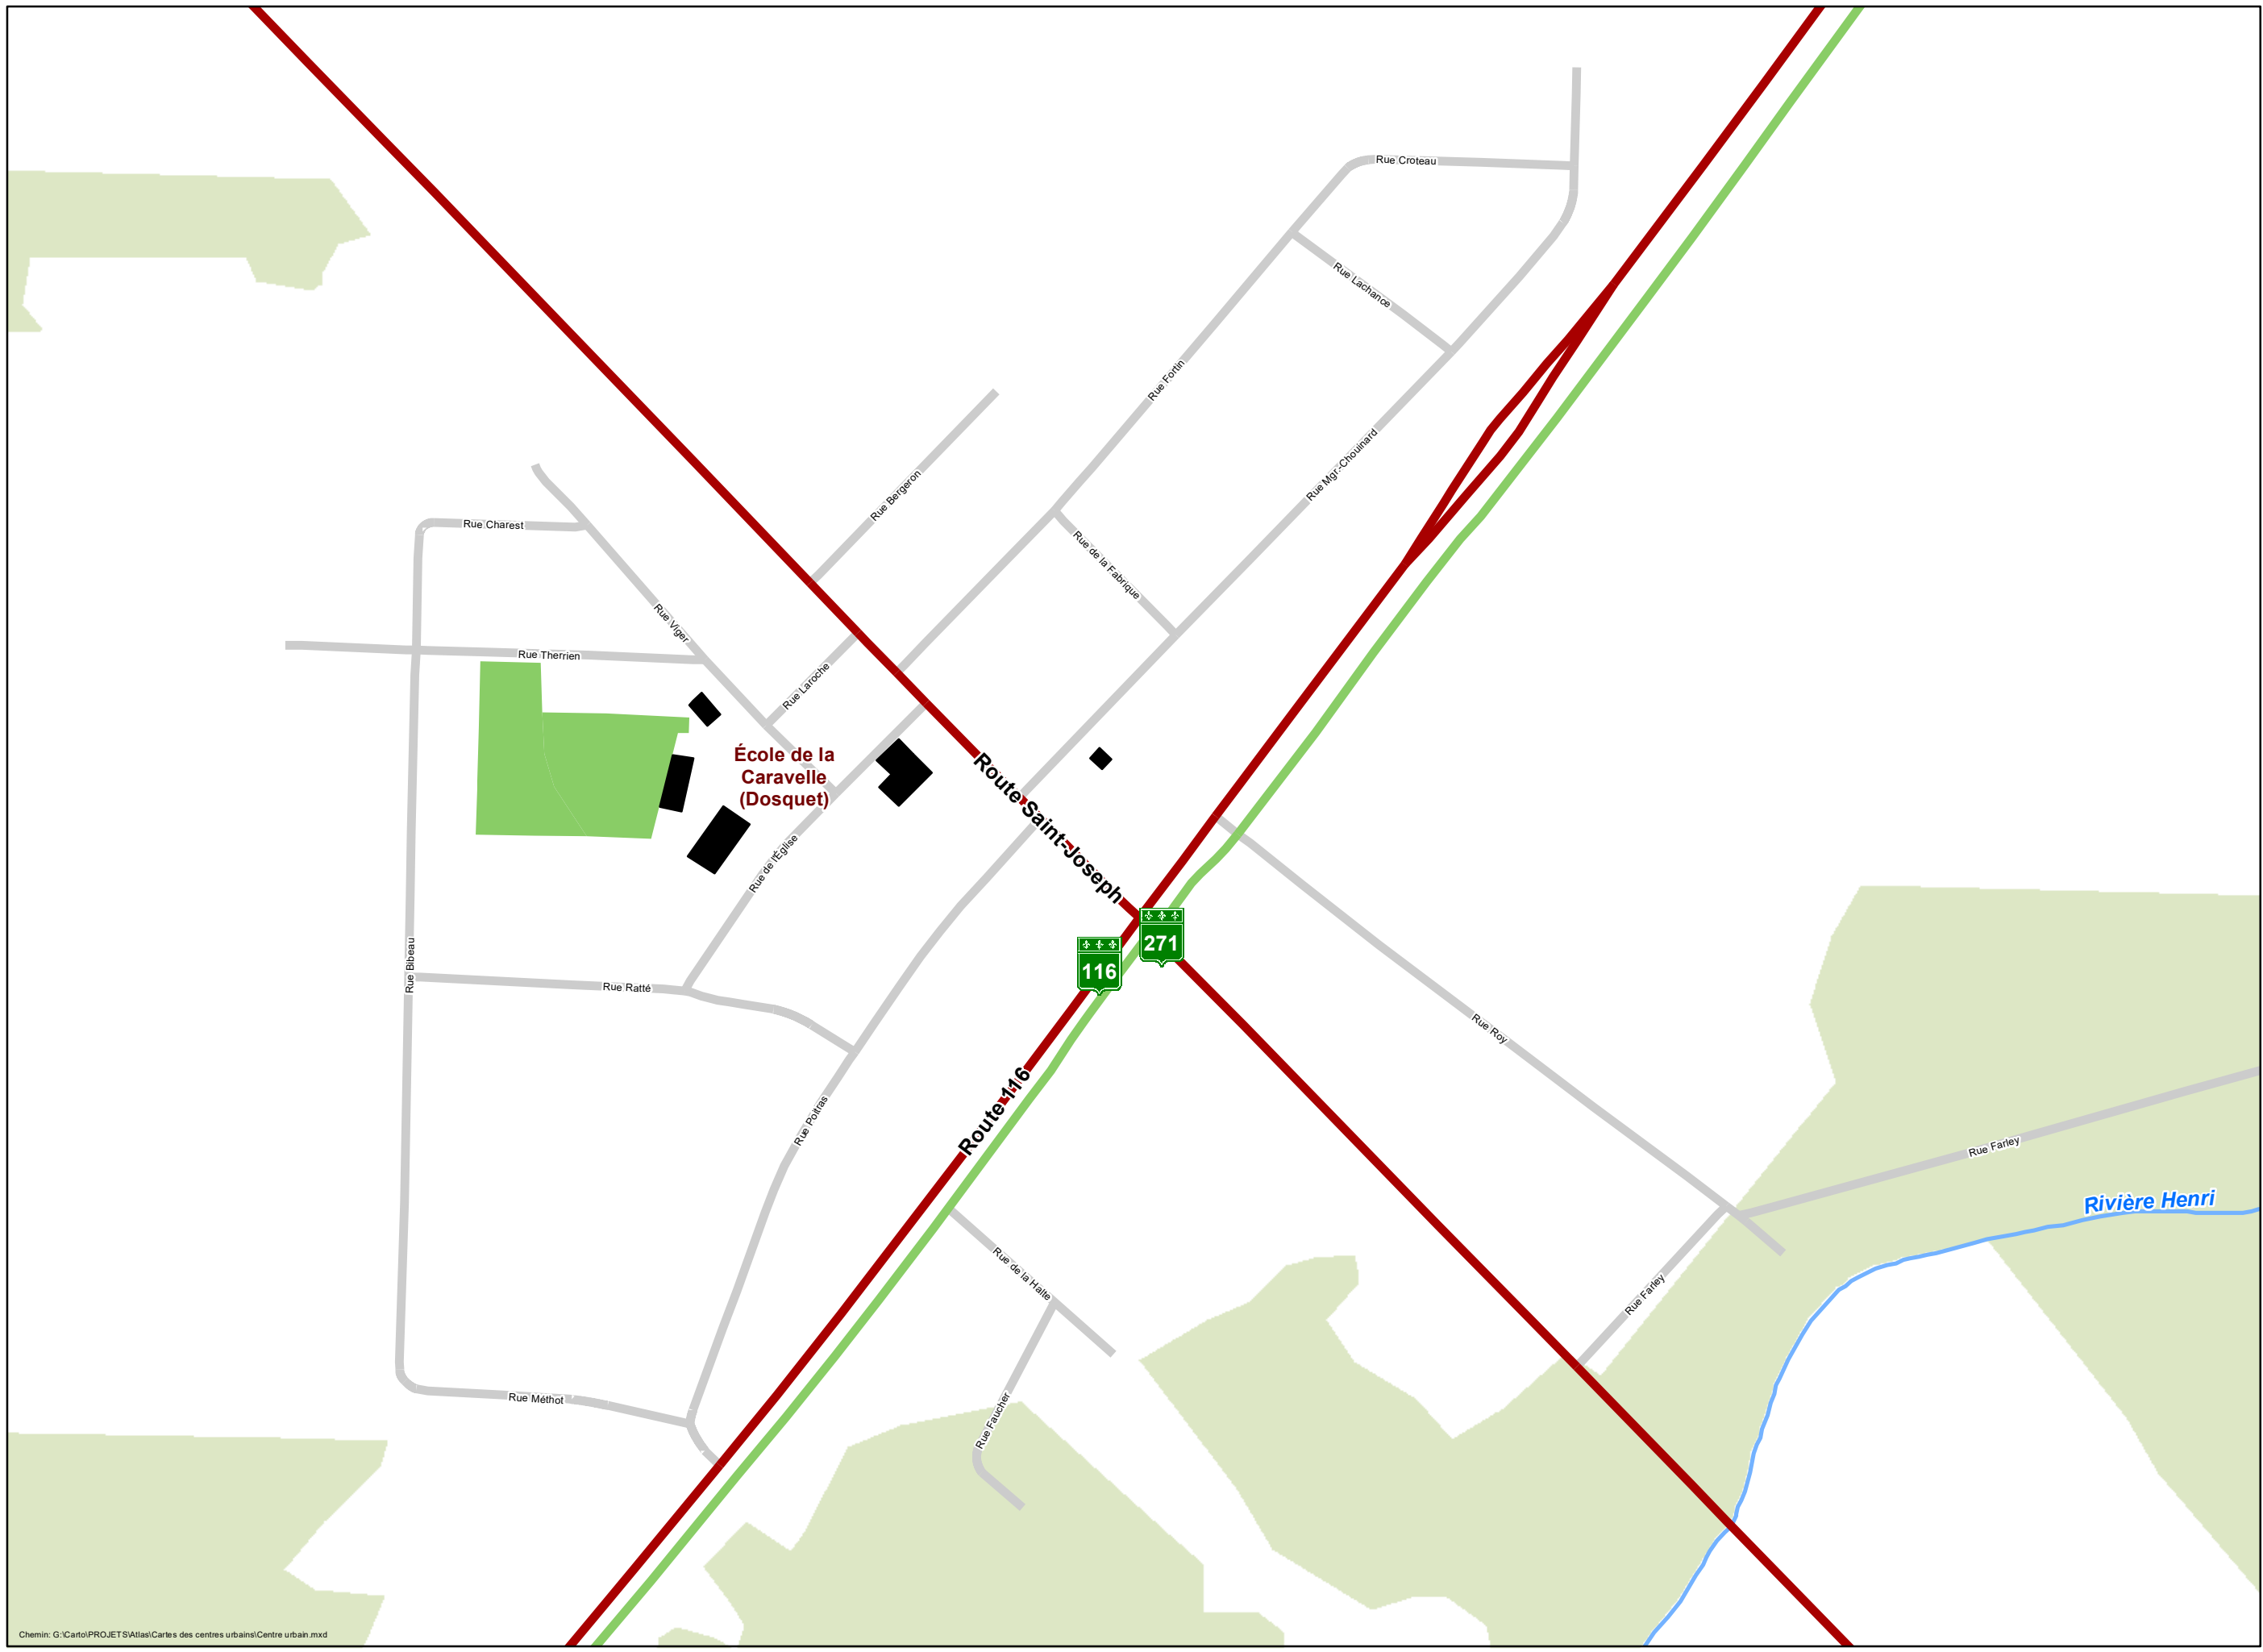 Rue Croteau
Rue Lachance
Rue Fortin
Rue Mgr.-Chouinard
Rue Bergeron
Rue Charest
Rue de la Fabrique
Rue Viger
Rue Therrien
Rue Laroche
École de la
Caravelle
(Dosquet)
Route Saint-Joseph
Rue de l'Église
271
116
Rue Bibeau
Rue Ratté
Rue Roy
Route 116
Rue Poitras
Rue Farley
Rivière Henri
Rue de la Halte
Rue Farley
Rue Méthot
Rue Faucher
Chemin: G:\Carto\PROJETS\Atlas\Cartes des centres urbains\Centre urbain.mxd